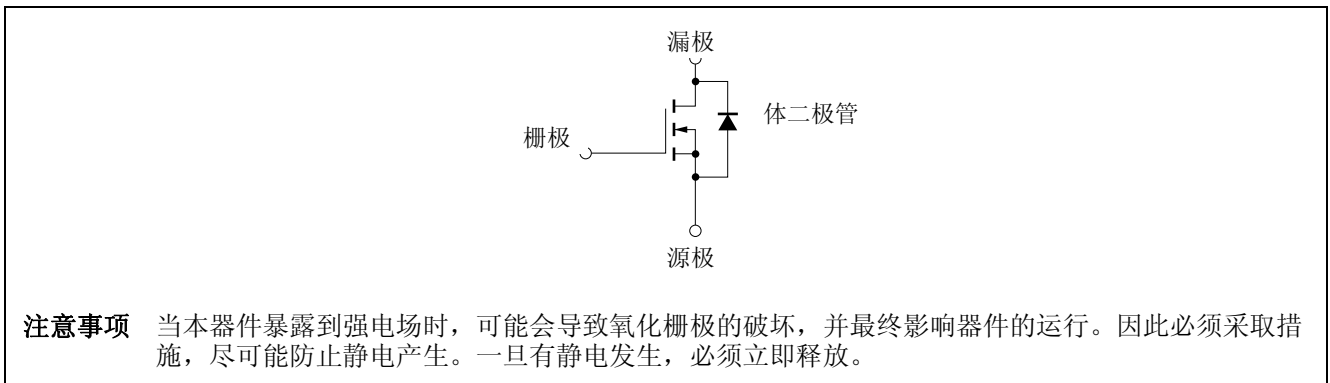 漏极
体二极管
栅极
源极
注意事项 当本器件暴露到强电场时，可能会导致氧化栅极的破坏，并最终影响器件的运行。因此必须采取措
施，尽可能防止静电产生。一旦有静电发生，必须立即释放。